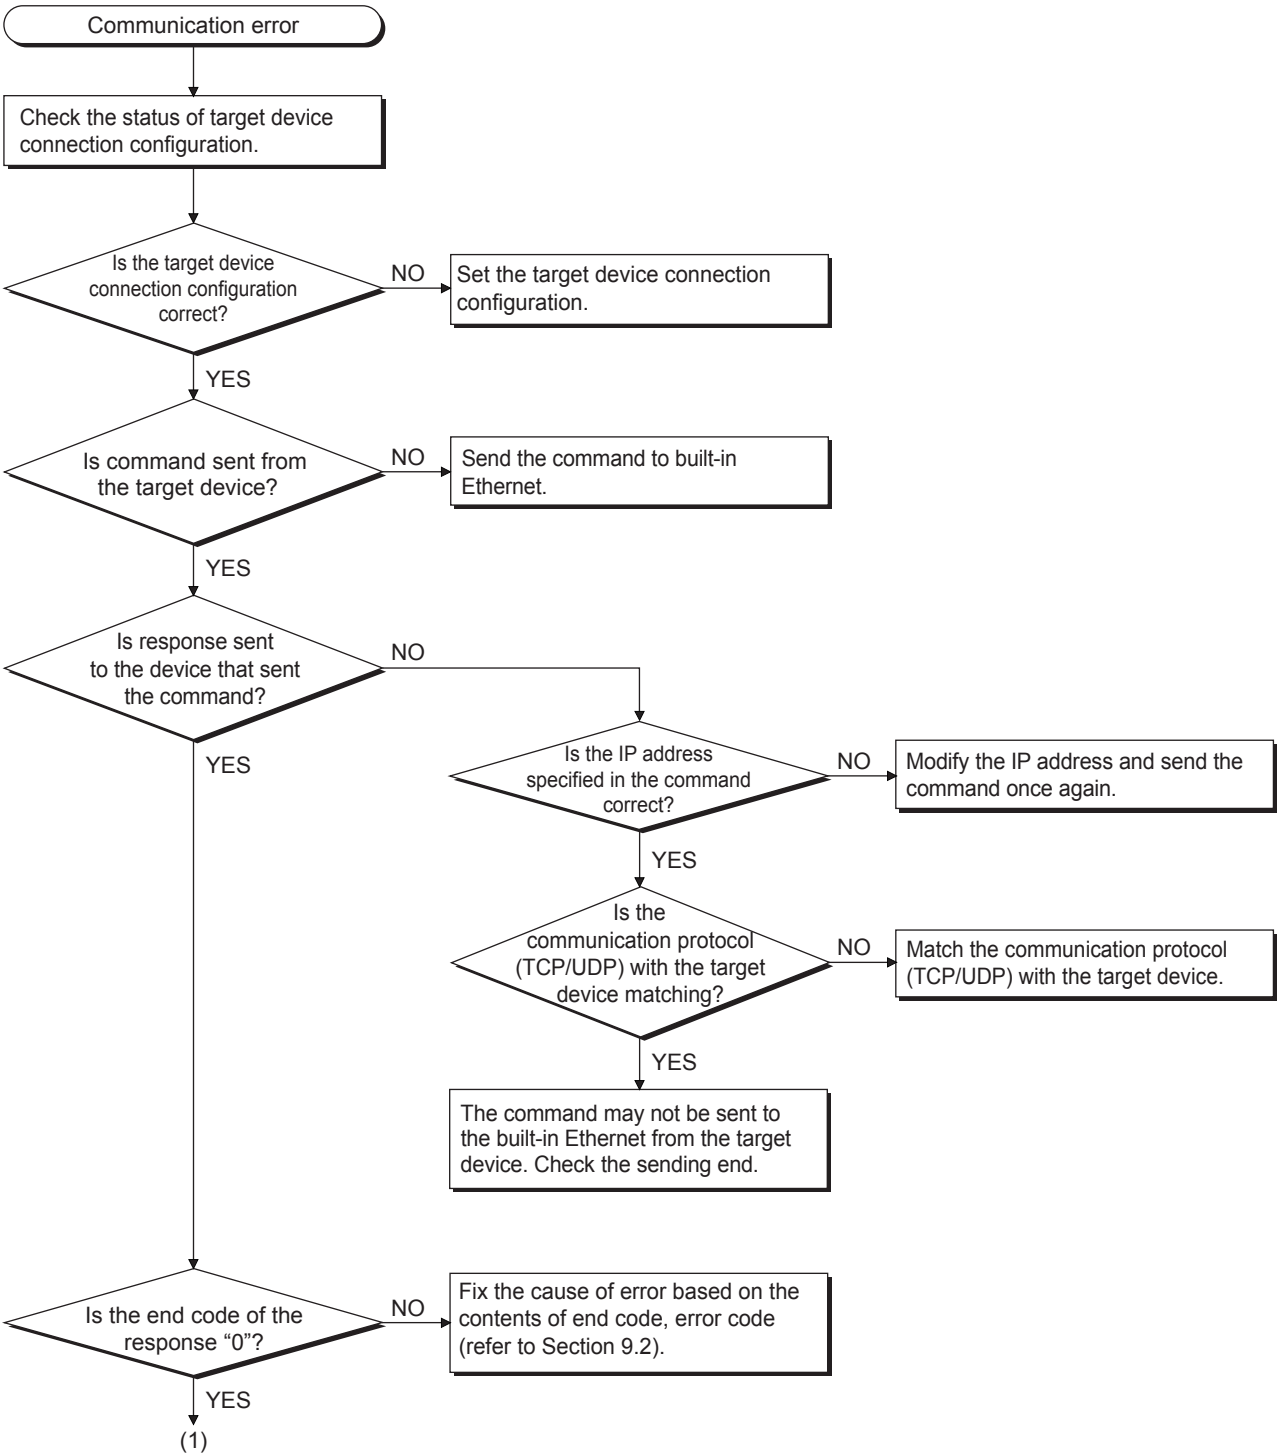 Communication error
Check the status of target device
connection configuration.
Is the target device
connection configuration
correct?
NO
Set the target device connection
configuration.
YES
Is command sent from
the target device?
NO
Send the command to built-in
Ethernet.
YES
Is response sent
to the device that sent
the command?
NO
YES
Is the IP address
specified in the command
correct?
NO
Modify the IP address and send the
command once again.
YES
Is the
communication protocol
(TCP/UDP) with the target
device matching?
NO
Match the communication protocol
(TCP/UDP) with the target device.
YES
The command may not be sent to
the built-in Ethernet from the target
device. Check the sending end.
Is the end code of the
response “0”?
NO
Fix the cause of error based on the
contents of end code, error code
(refer to Section 9.2).
YES
(1)